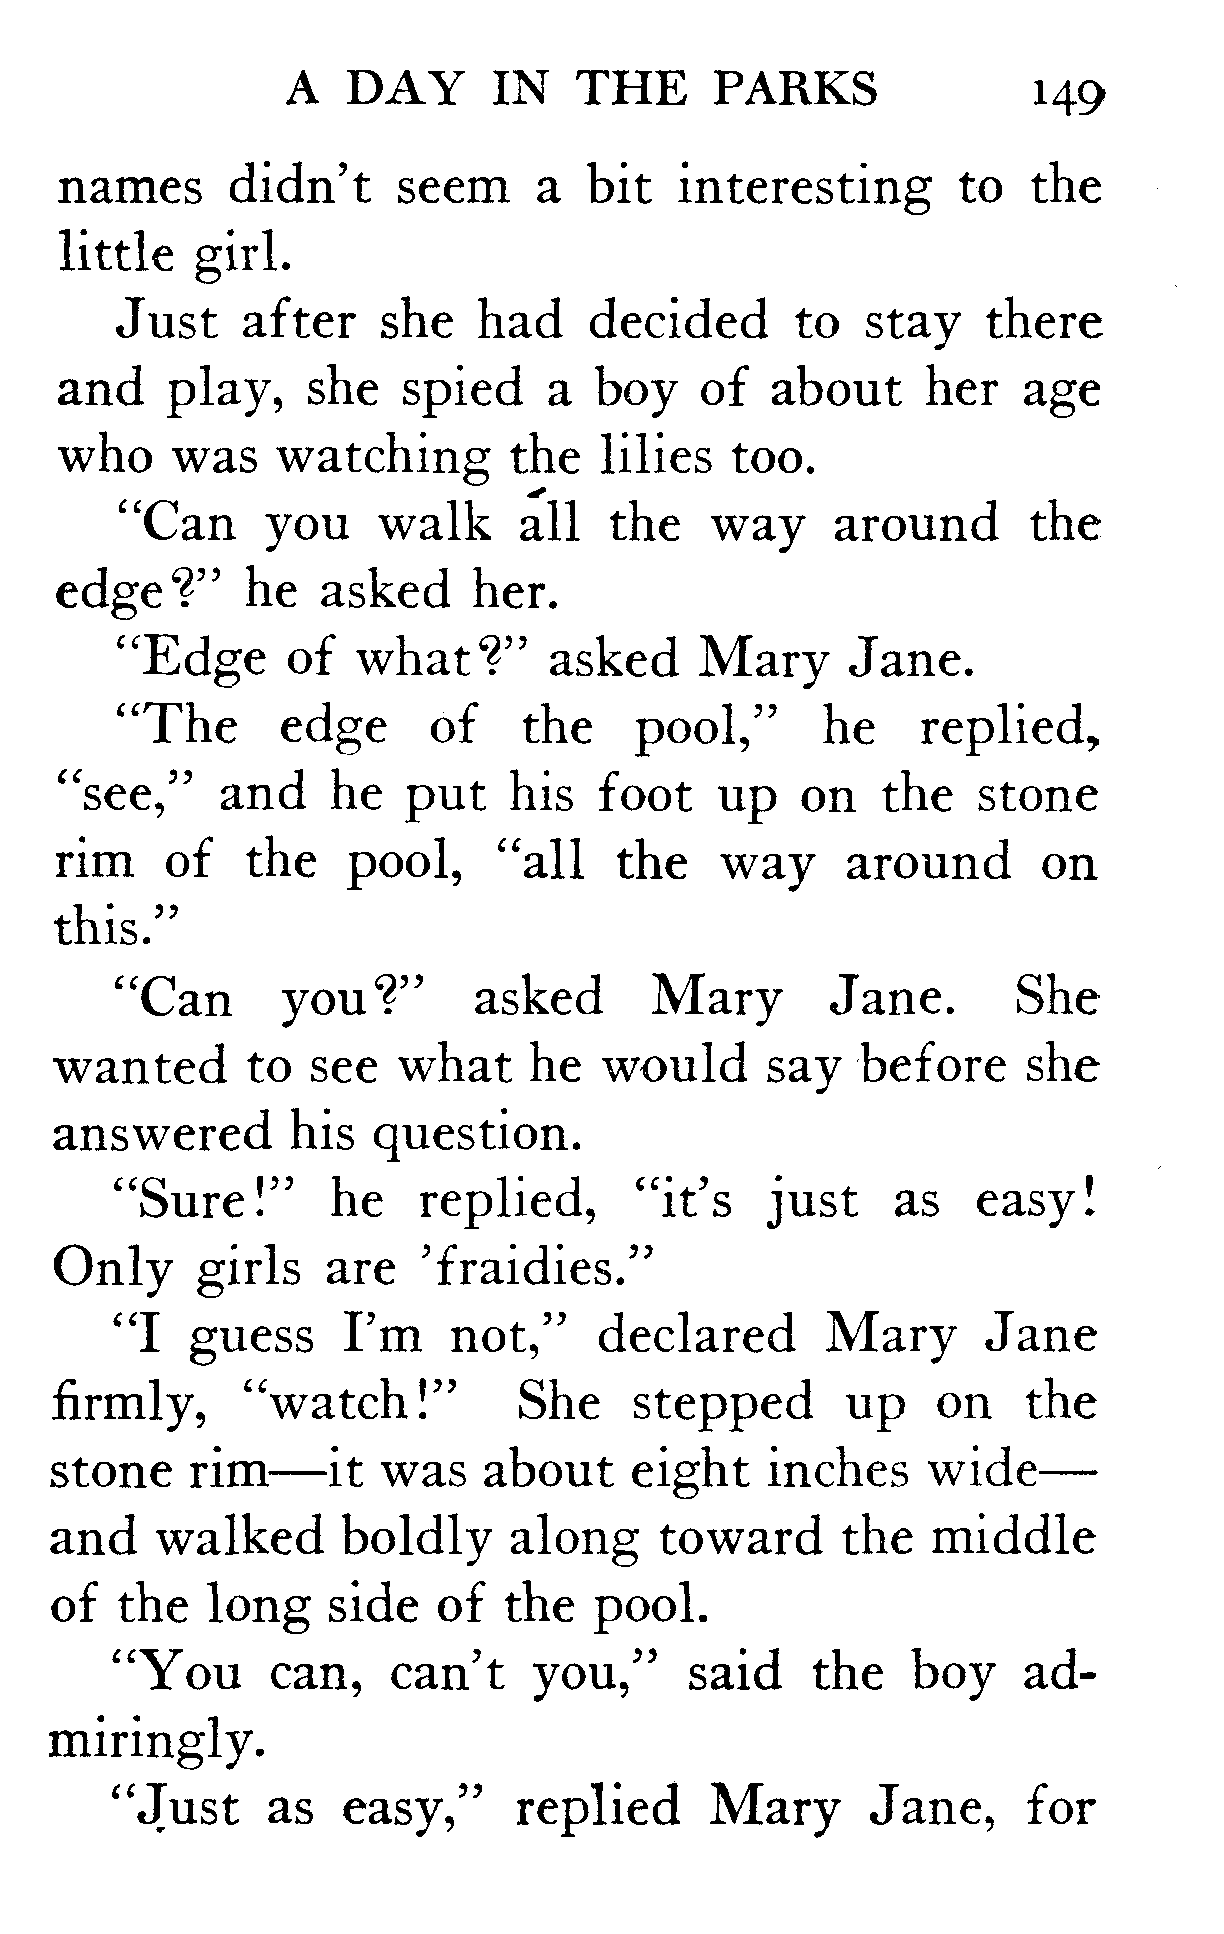 A DAY IN THE PARKS 149
names didn't seem a bit interesting to the
little girl.
Just after she had decided to stay there
and play, she spied a boy of about her age
who was watching the lilies too.
"Can you walk all the way around the
edge?" he asked her.
"Edge of what?" asked Mary Jane.
"The edge of the pool," he replied,
"see," and he put his foot up on the stone
rim of the pool, "all the way around on
this."
"Can you?" asked Mary Jane. She
wanted to see what he would say before she
answered his question.
"Sure!" he replied, "it's just as easy!
Only girls are 'fraidies."
"I guess I'm not," declared Mary Jane
firmly, "watch!" She stepped up on the
stone rim—it was about eight inches wide—
and walked boldly along toward the middle
of the long side of the pool.
"You can, can't you," said the boy ad-
miringly.
"Just as easy," replied Mary Jane, for